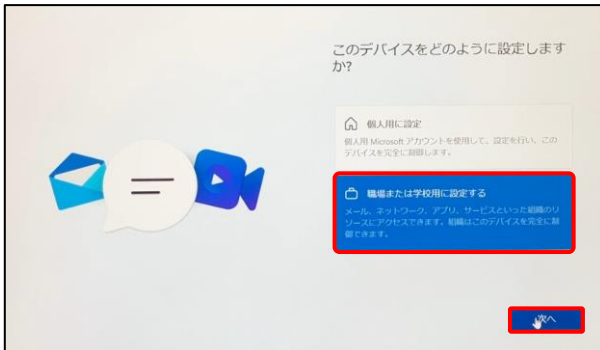 このデバイスをどのように設定します
か?
個人用に設定
個人用 Microsoft アカウントを使用して、設定を行い、この
デバイスを完全に制御します。
職場または学校用に設定する
メール、ネットワーク、アプリ、サービスといった組織のリ
ソースにアクセスできます。組織はこのデバイスを完全に制
御できます。
次へ